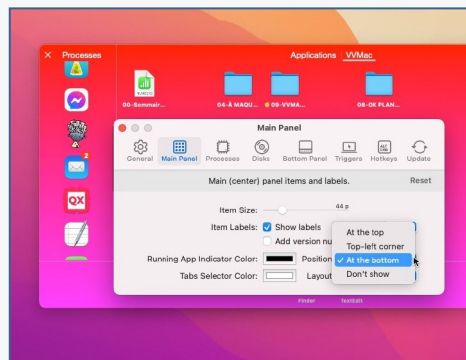 Processes
Applications VVMac
NUMERO
00-Sommair...
04-À MAQU...
09-VVMA...
08-OK PLAN...
2
QX
Main Panel
General Main Panel Processes Disks Bottom Panel Triggers Hotkeys Update
Main (center) panel items and labels.
Reset
Item Size:
44 p
Item Labels:
Show labels
Add version nu
Running App Indicator Color:
Position
Tabs Selector Color:
Layout
At the top
Top-left corner
At the bottom
Don't show
Finder
TextEdit